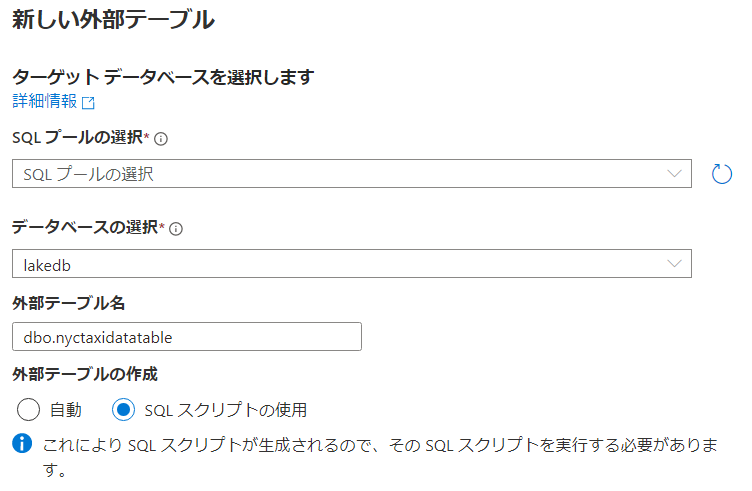 新しい外部テーブル
ターゲット データベースを選択します
詳細情報
SQL プールの選択*
SQL プールの選択
データベースの選択*
lakedb
外部テーブル名
dbo.nyctaxidatatable
外部テーブルの作成
自動 SQL スクリプトの使用
これにより SQL スクリプトが生成されるので、その SQL スクリプトを実行する必要がありま
す。